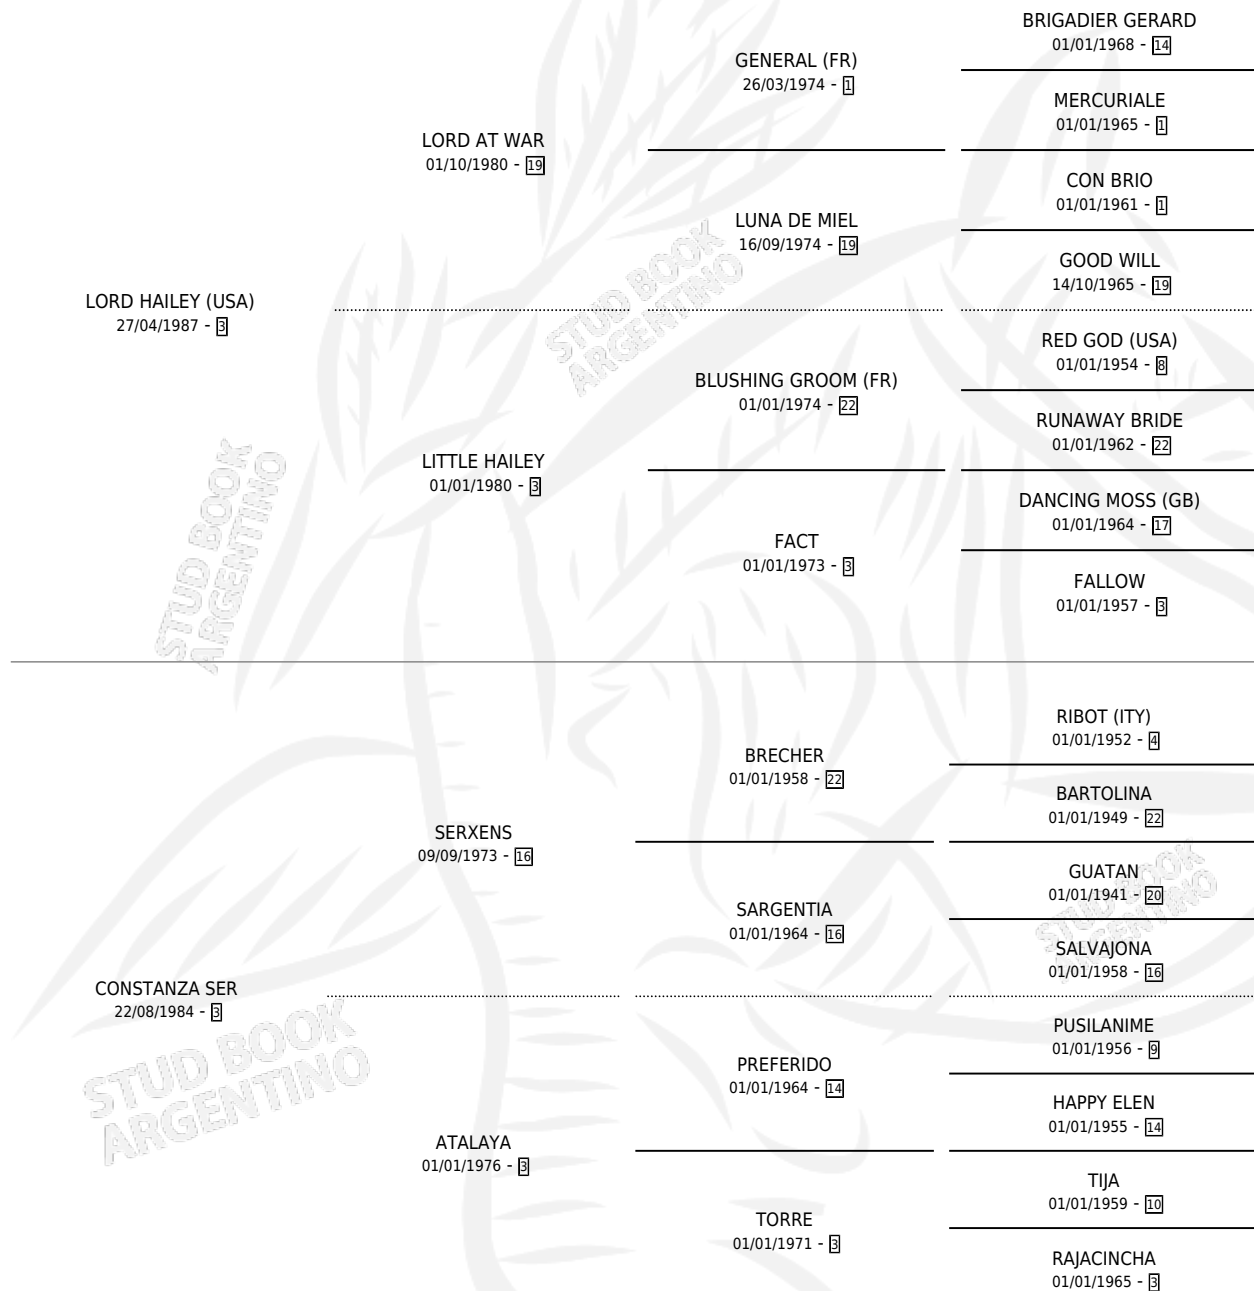 BRIGADIER GERARD
01/01/1968 - 14
GENERAL (FR)
26/03/1974 - 1
MERCURIALE
01/01/1965 - 1
LORD AT WAR
01/10/1980 - 19
CON BRIO
01/01/1961 - 1
LUNA DE MIEL
16/09/1974 - 19
GOOD WILL
14/10/1965 - 19
LORD HAILEY (USA)
27/04/1987 - 3
RED GOD (USA)
01/01/1954 - 8
BLUSHING GROOM (FR)
01/01/1974 - 22
RUNAWAY BRIDE
01/01/1962 - 22
LITTLE HAILEY
01/01/1980 - 3
DANCING MOSS (GB)
01/01/1964 - 17
FACT
01/01/1973 - 3
FALLOW
01/01/1957 - 3
STUD BOOK
ARGENTINO
STUD BOOK
ARGENTINO
RIBOT (ITY)
01/01/1952 - 4
BRECHER
01/01/1958 - 22
BARTOLINA
01/01/1949 - 22
SERXENS
09/09/1973 - 16
GUATAN
01/01/1941 - 20
SARGENTIA
01/01/1964 - 16
SALVAJONA
01/01/1958 - 16
CONSTANZA SER
22/08/1984 - 3
PUSILANIME
01/01/1956 - 9
PREFERIDO
01/01/1964 - 14
HAPPY ELEN
01/01/1955 - 14
ATALAYA
01/01/1976 - 3
TIJA
01/01/1959 - 10
TORRE
01/01/1971 - 3
RAJACINCHA
01/01/1965 - 3
STUD BOOK
ARGENTINO
STUD BOOK
ARGENTINO